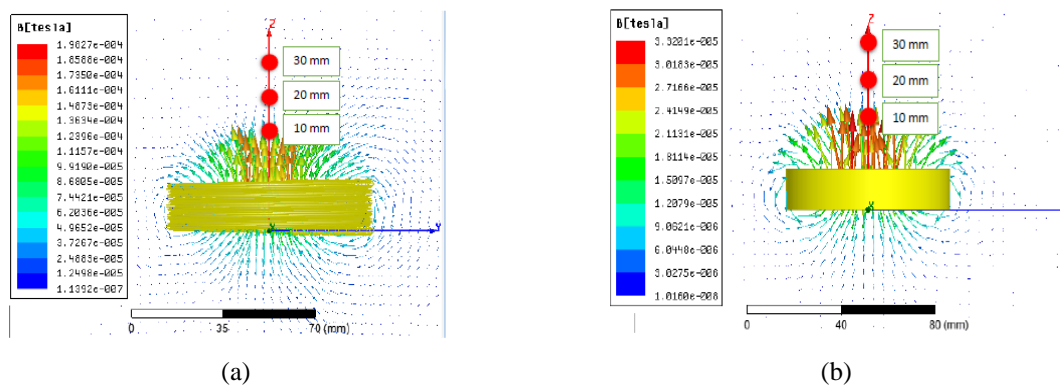 B[tesla]
1.9827e-004
1.8588e-004
1.7350e-004
1.6111e-004
1.4873e-004
1.3634e-004
1.2396e-004
1.1157e-004
9.9190e-005
8.6805e-005
7.4421e-005
6.2036e-005
4.9652e-005
3.7267e-005
2.4883e-005
1.2498e-005
1.1392e-007
Z
30 mm
20 mm
10 mm
Y
0 35 70 (mm)
(a)
B[tesla]
3.3201e-005
3.0183e-005
2.7166e-005
2.4149e-005
2.1131e-005
1.8114e-005
1.5097e-005
1.2079e-005
9.0621e-006
6.0448e-006
3.0275e-006
1.0160e-008
Z
30 mm
20 mm
10 mm
0 40 80 (mm)
(b)